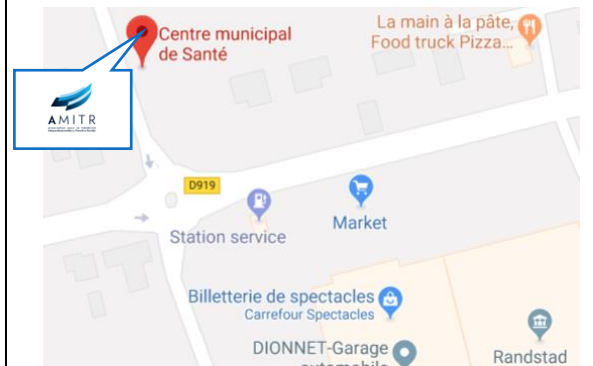 Centre municipal
de Santé
La main à la pâte,
Food truck Pizza...
AMITR
D919
Station service
Market
Billetterie de spectacles
Carrefour Spectacles
DIONNET-Garage
automobile
Randstad